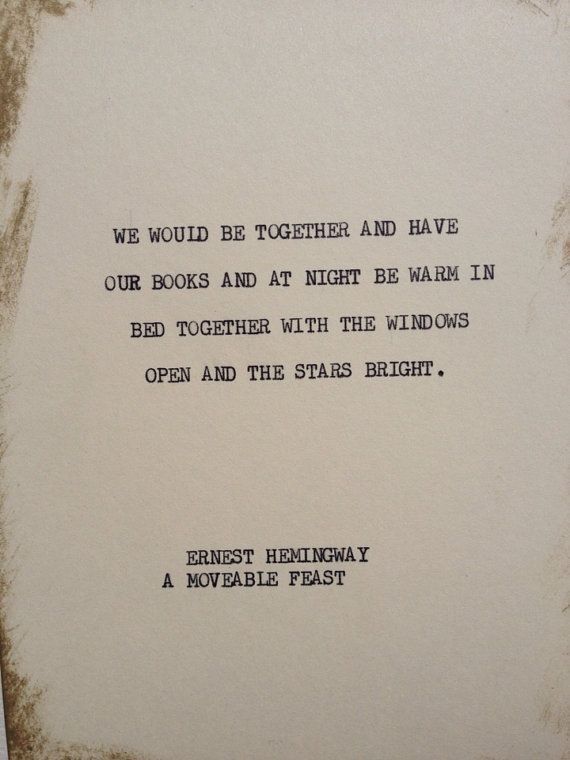 WE WOULD BE TOGETHER AND HAVE
OUR BOOKS AND AT NIGHT BE WARM IN
BED TOGETHER WITH THE WINDOWS
OPEN AND THE STARS BRIGHT.
ERNEST HEMINGWAY
A MOVEABLE FEAST